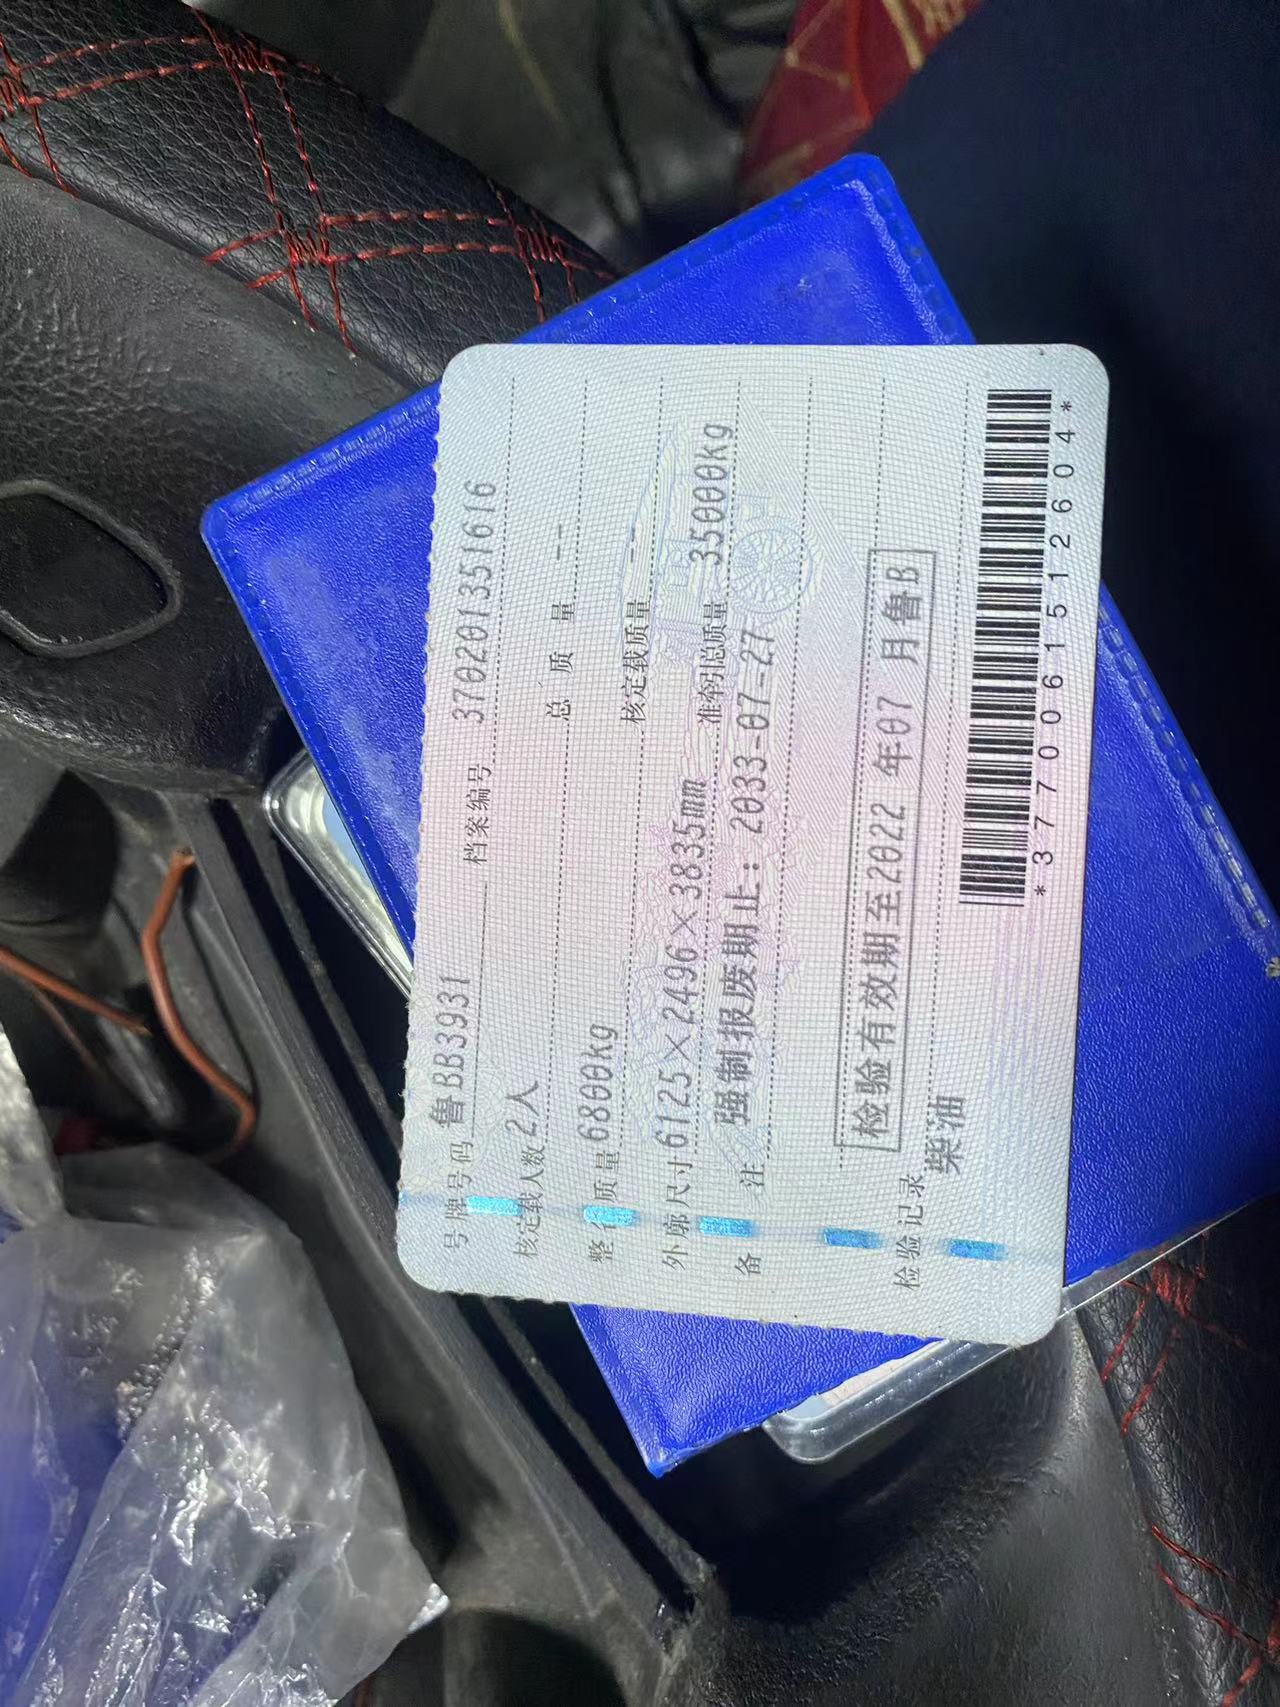 号牌号码 鲁BB3931 档案编号 370201351616
核定载人数 2人 总质量 --
整备质量 6800kg 核定载质量 --
外廓尺寸 6125×2496×3835mm 准牵引总质量 35000kg
备注 强制报废期止：2033-07-27
检验有效期至2022年07月鲁B
检验记录 柴油
*3770061512604*